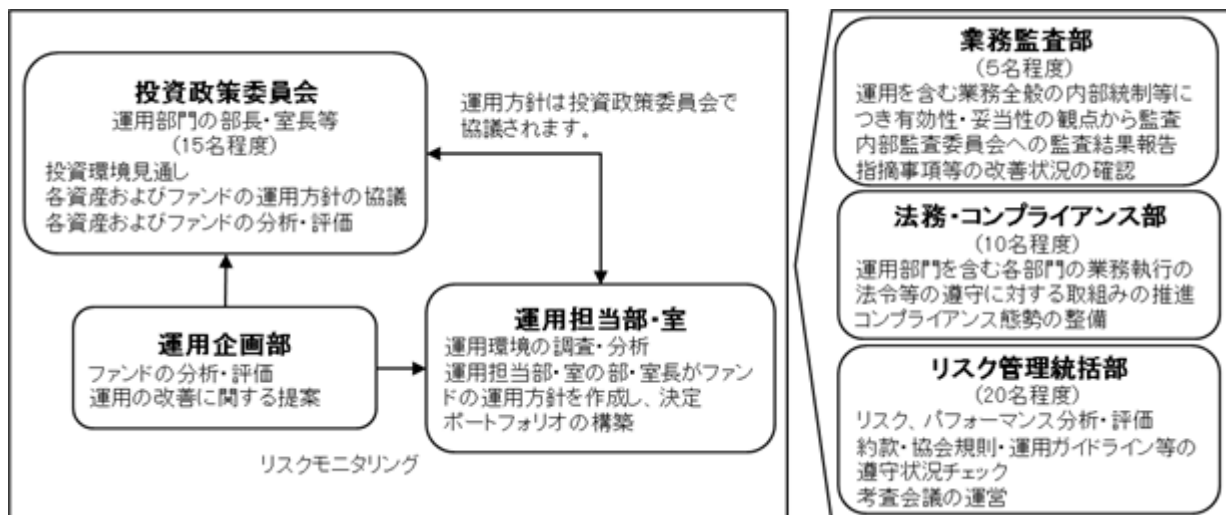 投資政策委員会
運用部門の部長・室長等
(15名程度)
投資環境見通し
各資産およびファンドの運用方針の協議
各資産およびファンドの分析・評価
運用方針は投資政策委員会で
協議されます。
運用企画部
ファンドの分析・評価
運用の改善に関する提案
運用担当部・室
運用環境の調査・分析
運用担当部・室の部・室長がファン
ドの運用方針を作成し、決定
ポートフォリオの構築
リスクモニタリング
業務監査部
(5名程度)
運用を含む業務全般の内部統制等に
つき有効性・妥当性の観点から監査
内部監査委員会への監査結果報告
指摘事項等の改善状況の確認
法務・コンプライアンス部
(10名程度)
運用部門を含む各部門の業務執行の
法令等の遵守に対する取組みの推進
コンプライアンス態勢の整備
リスク管理統括部
(20名程度)
リスク、パフォーマンス分析・評価
約款・協会規則・運用ガイドライン等の
遵守状況チェック
考査会議の運営